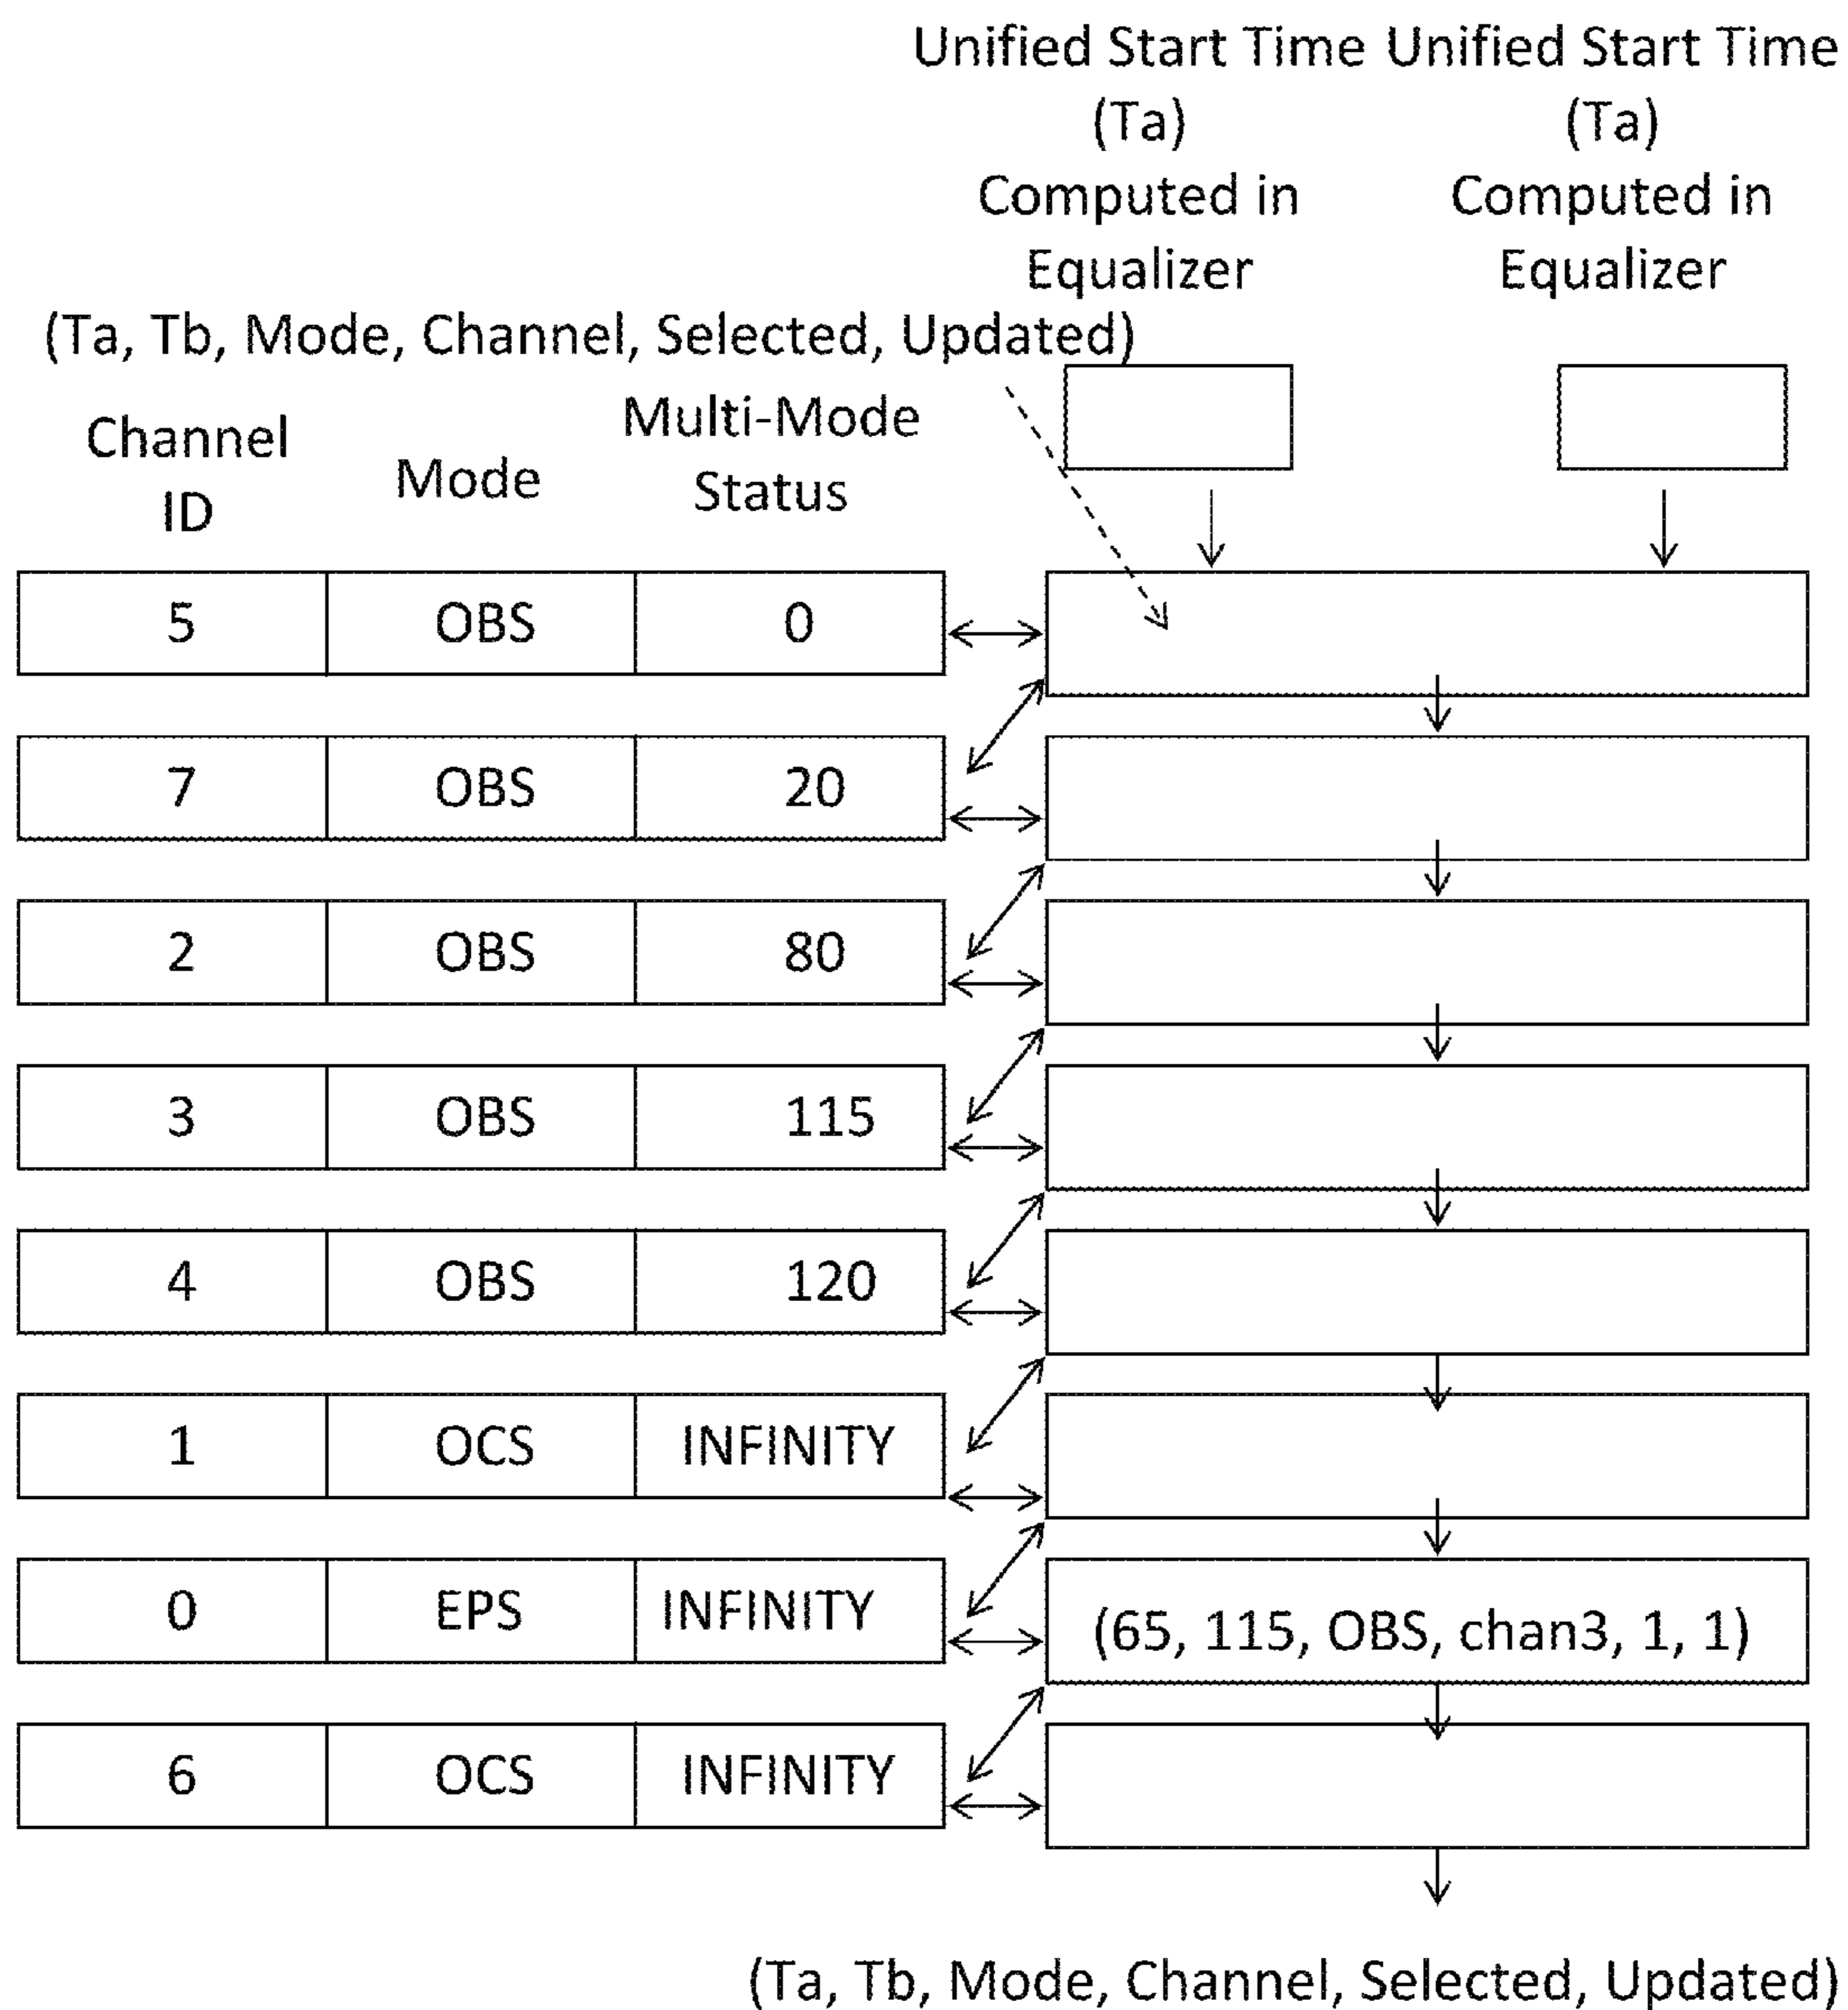 Unified Start Time Unified Start Time
(Ta) (Ta)
Computed in Computed in
Equalizer Equalizer
(Ta, Tb, Mode, Channel, Selected, Updated)
Channel ID Mode Multi-Mode Status
5 OBS 0
7 OBS 20
2 OBS 80
3 OBS 115
4 OBS 120
1 OCS INFINITY
0 EPS INFINITY (65, 115, OBS, chan3, 1, 1)
6 OCS INFINITY
(Ta, Tb, Mode, Channel, Selected, Updated)